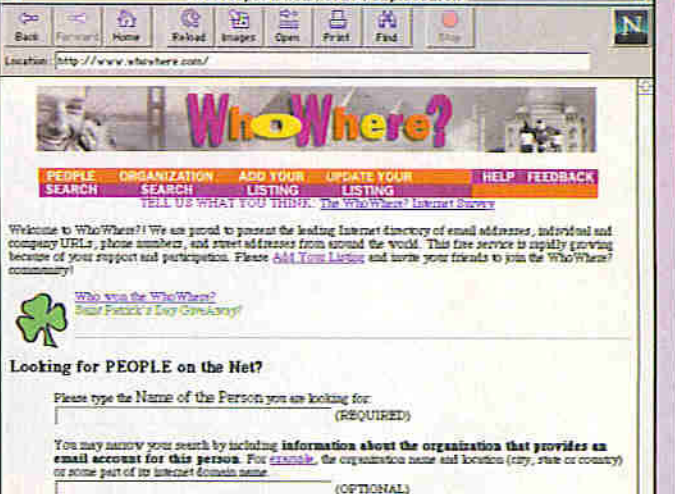 Back Forward Home Reload Images Open Print Find Stop
N
Location: http://www.whowhere.com/
WhoWhere?
PEOPLE SEARCH ORGANIZATION SEARCH ADD YOUR LISTING UPDATE YOUR LISTING HELP FEEDBACK
TELL US WHAT YOU THINK: The WhoWhere? Internet Survey
Welcome to WhoWhere?! We are proud to present the leading Internet directory of email addresses, individual and
company URLs, phone numbers, and street addresses from around the world. This free service is rapidly growing
because of your support and participation. Please Add Your Listing and invite your friends to join the WhoWhere?
community!
Who won the WhoWhere?
Saint Patrick's Day GiveAway?
Looking for PEOPLE on the Net?
Please type the Name of the Person you are looking for:
(REQUIRED)
You may narrow your search by including information about the organization that provides an
email account for this person. For example, the organization name and location (city, state or country)
or some part of its internet domain name.
(OPTIONAL)